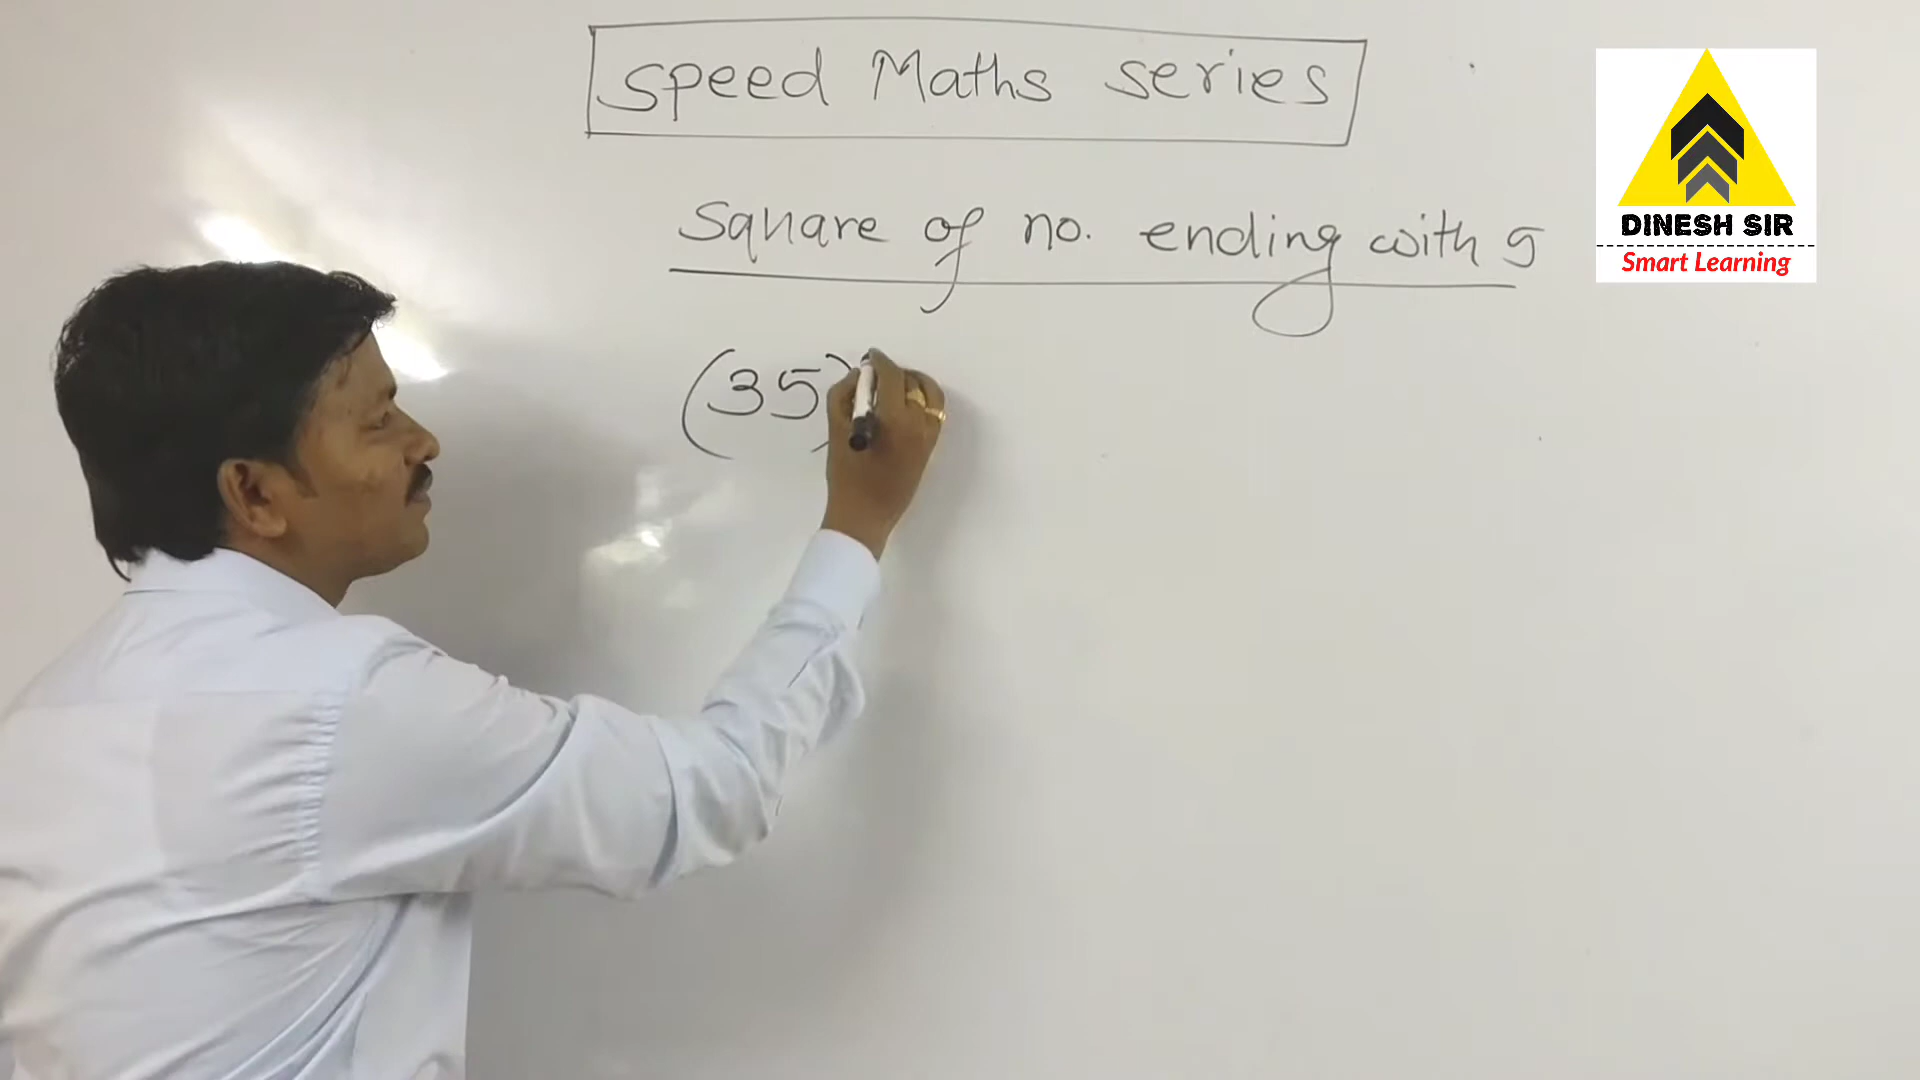 Speed Maths series
Square of no. ending with 5
(35)
DINESH SIR
Smart Learning